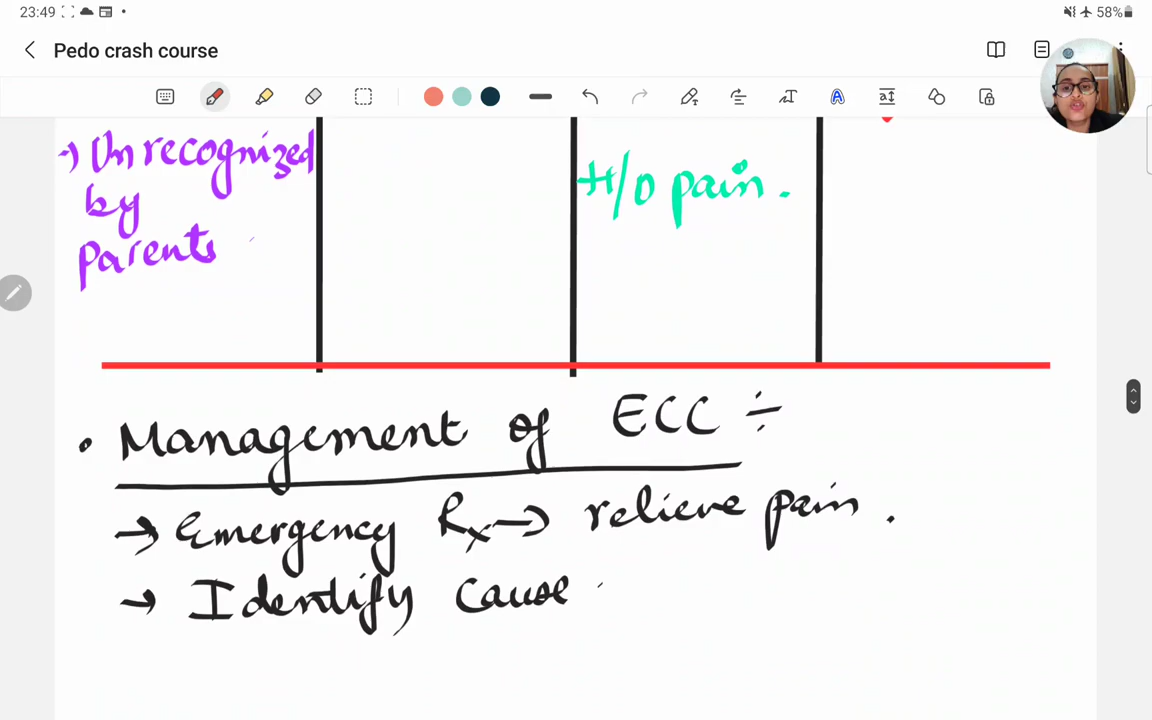 23:49
58%
Pedo crash course
→ Unrecognized
by
parents
H/O pain.
• Management of ECC ÷
→ Emergency Rx → relieve pain.
→ Identify cause